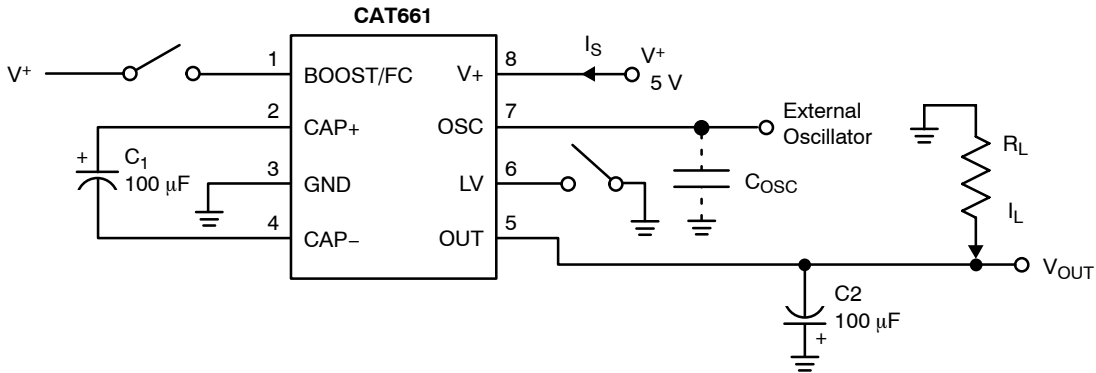 CAT661
V+
1
BOOST/FC
2
CAP+
+
C1
100 μF
3
GND
4
CAP–
V+
8
IS
V+
5 V
OSC
7
External
Oscillator
LV
6
COSC
OUT
5
RL
IL
VOUT
C2
100 μF
+